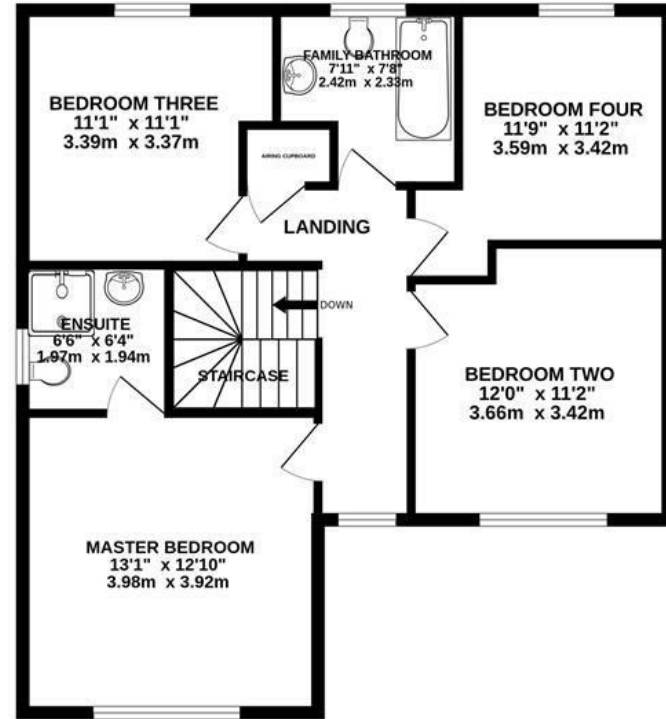 FAMILY BATHROOM
7'11" x 7'8"
2.42m x 2.33m
BEDROOM THREE
11'1" x 11'1"
3.39m x 3.37m
BEDROOM FOUR
11'9" x 11'2"
3.59m x 3.42m
AIRING CUPBOARD
LANDING
DOWN
ENSUITE
6'6" x 6'4"
1.97m x 1.94m
STAIRCASE
BEDROOM TWO
12'0" x 11'2"
3.66m x 3.42m
MASTER BEDROOM
13'1" x 12'10"
3.98m x 3.92m